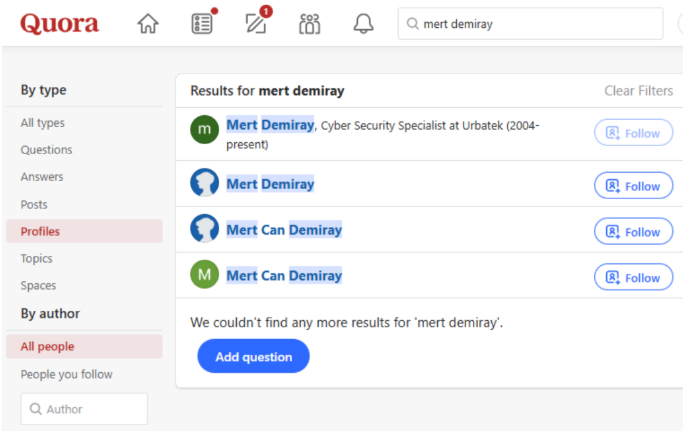 Quora
1
mert demiray
By type
All types
Questions
Answers
Posts
Profiles
Topics
Spaces
By author
All people
People you follow
Author
Results for mert demiray
Clear Filters
m
Mert Demiray, Cyber Security Specialist at Urbatek (2004-
present)
Follow
Mert Demiray
Follow
Mert Can Demiray
Follow
M
Mert Can Demiray
Follow
We couldn't find any more results for 'mert demiray'.
Add question